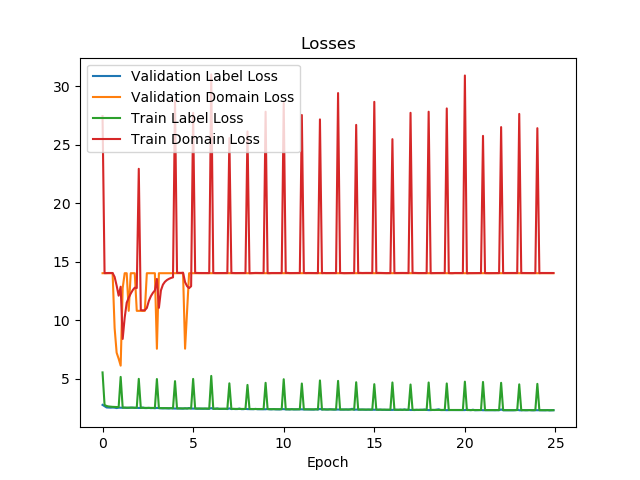 Losses
Validation Label Loss
Validation Domain Loss
Train Label Loss
Train Domain Loss
30
25
20
15
10
5
0 5 10 15 20 25
Epoch